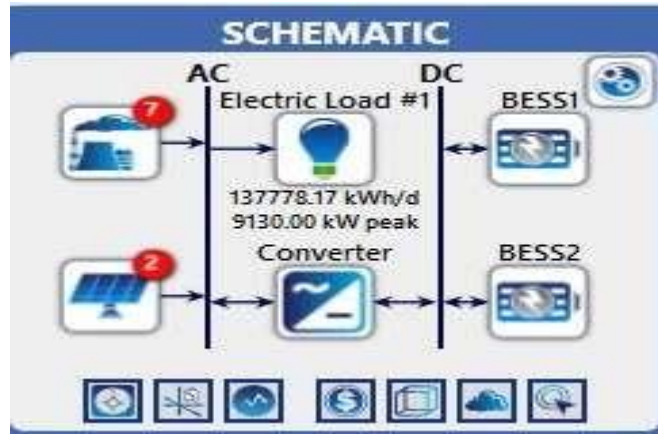 SCHEMATIC
AC
DC
Electric Load #1
BESS1
7
137778.17 kWh/d
9130.00 kW peak
Converter
BESS2
2